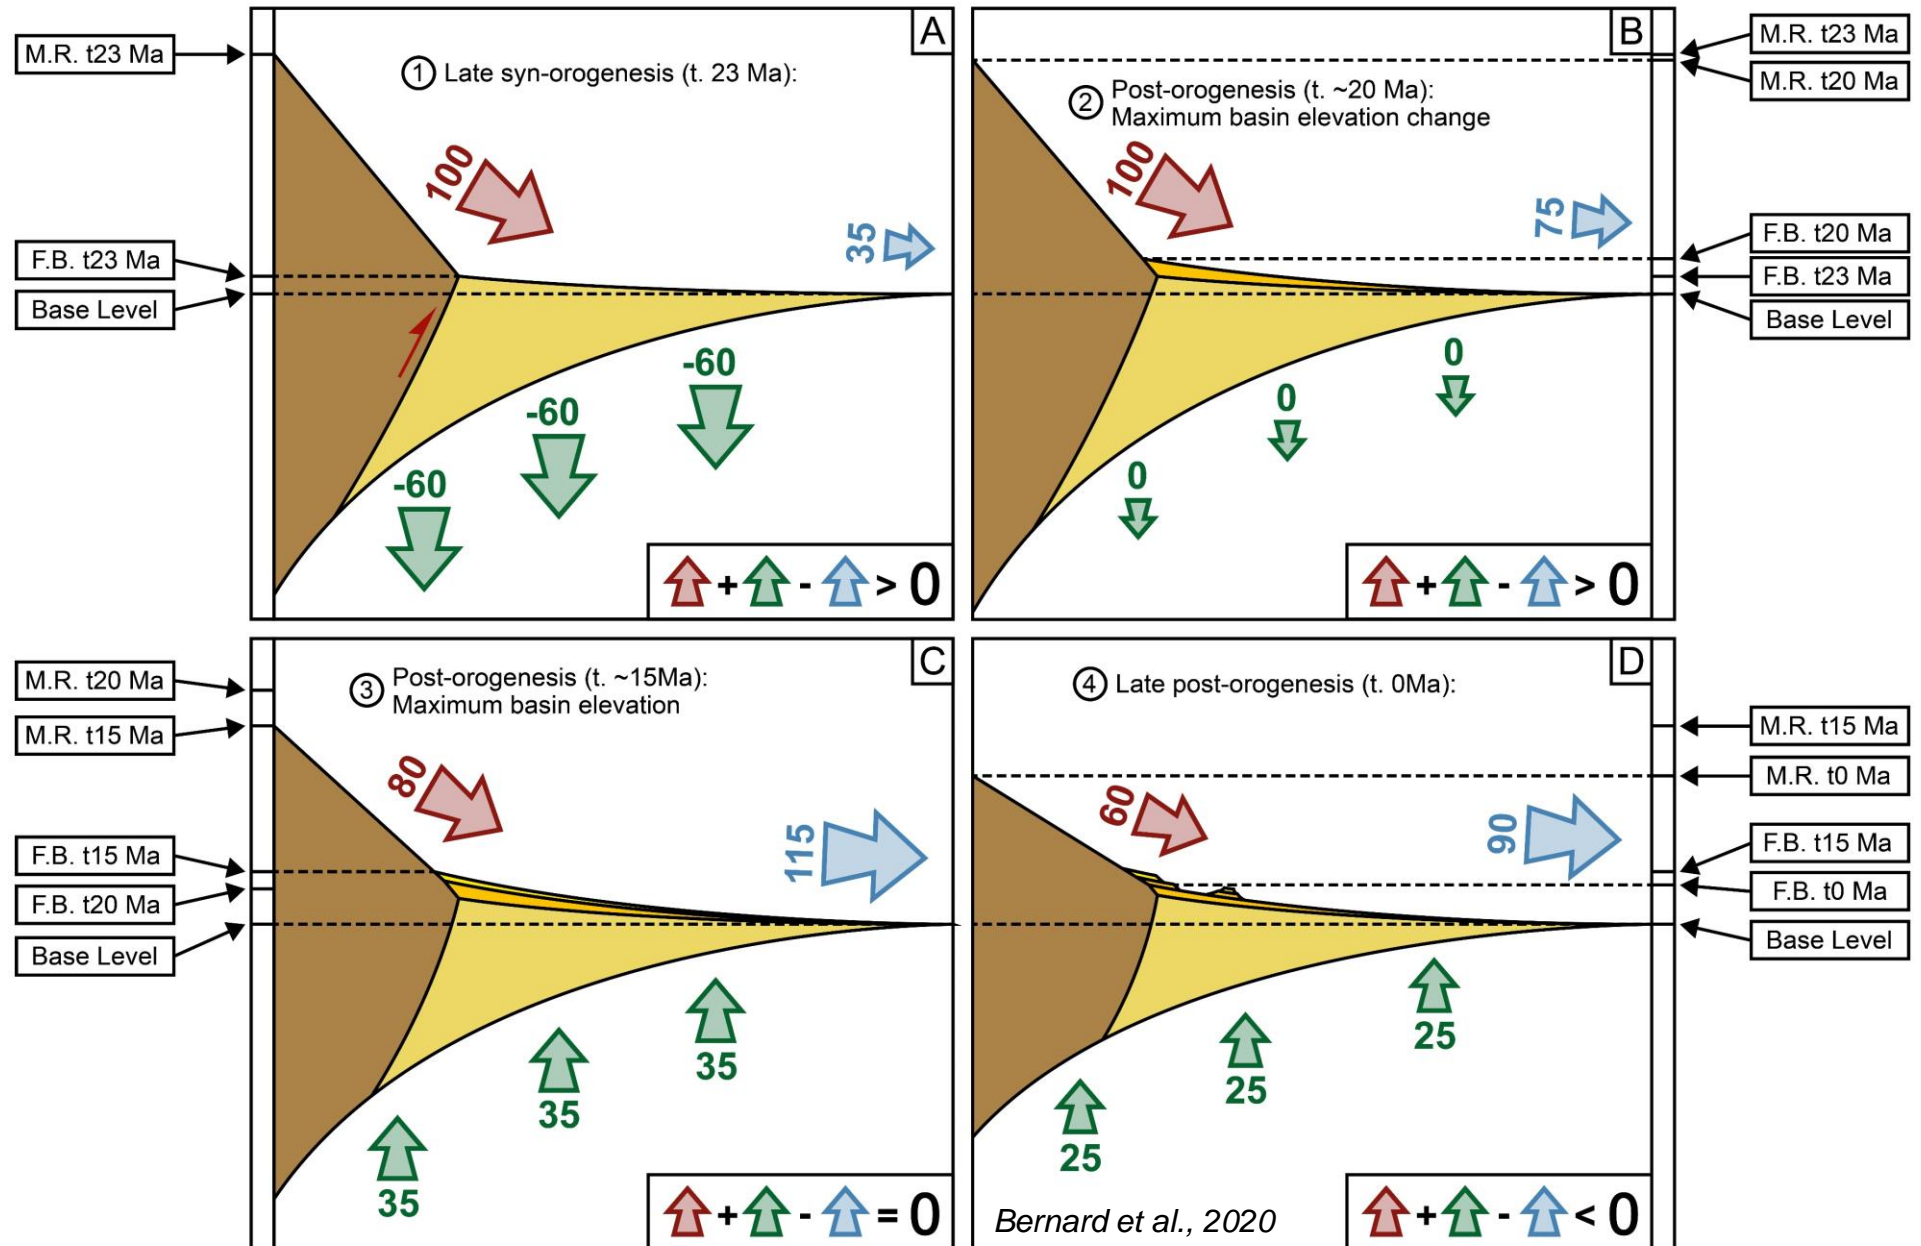 A
M.R. t23 Ma
① Late syn-orogenesis (t. 23 Ma):
100
35
F.B. t23 Ma
Base Level
-60
-60
-60
+ - > 0
B
M.R. t23 Ma
M.R. t20 Ma
② Post-orogenesis (t. ~20 Ma):
Maximum basin elevation change
100
75
F.B. t20 Ma
F.B. t23 Ma
Base Level
0
0
0
+ - > 0
C
M.R. t20 Ma
M.R. t15 Ma
③ Post-orogenesis (t. ~15Ma):
Maximum basin elevation
80
115
F.B. t15 Ma
F.B. t20 Ma
Base Level
35
35
35
+ - = 0
D
④ Late post-orogenesis (t. 0Ma):
M.R. t15 Ma
M.R. t0 Ma
60
90
F.B. t15 Ma
F.B. t0 Ma
Base Level
25
25
25
Bernard et al., 2020
+ - < 0